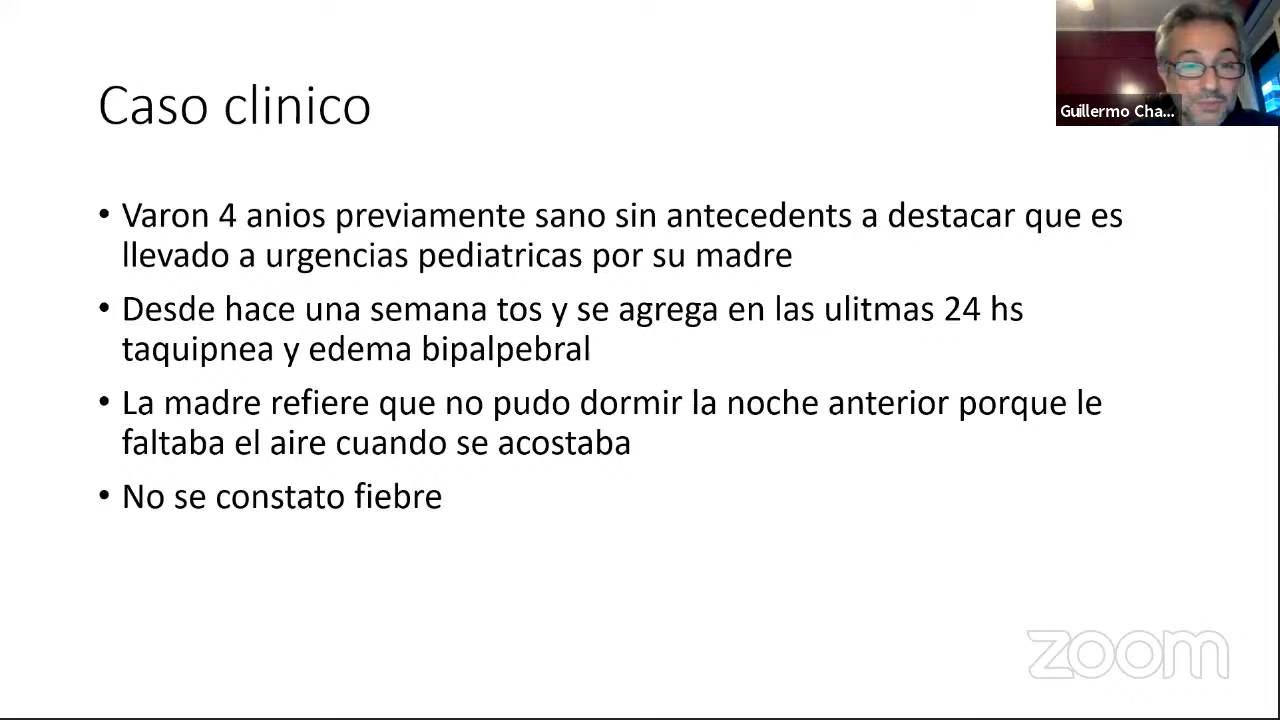 Caso clinico
Guillermo Cha...
• Varon 4 anios previamente sano sin antecedents a destacar que es
llevado a urgencias pediatricas por su madre
• Desde hace una semana tos y se agrega en las ulitmas 24 hs
taquipnea y edema bipalpebral
• La madre refiere que no pudo dormir la noche anterior porque le
faltaba el aire cuando se acostaba
• No se constato fiebre
zoom